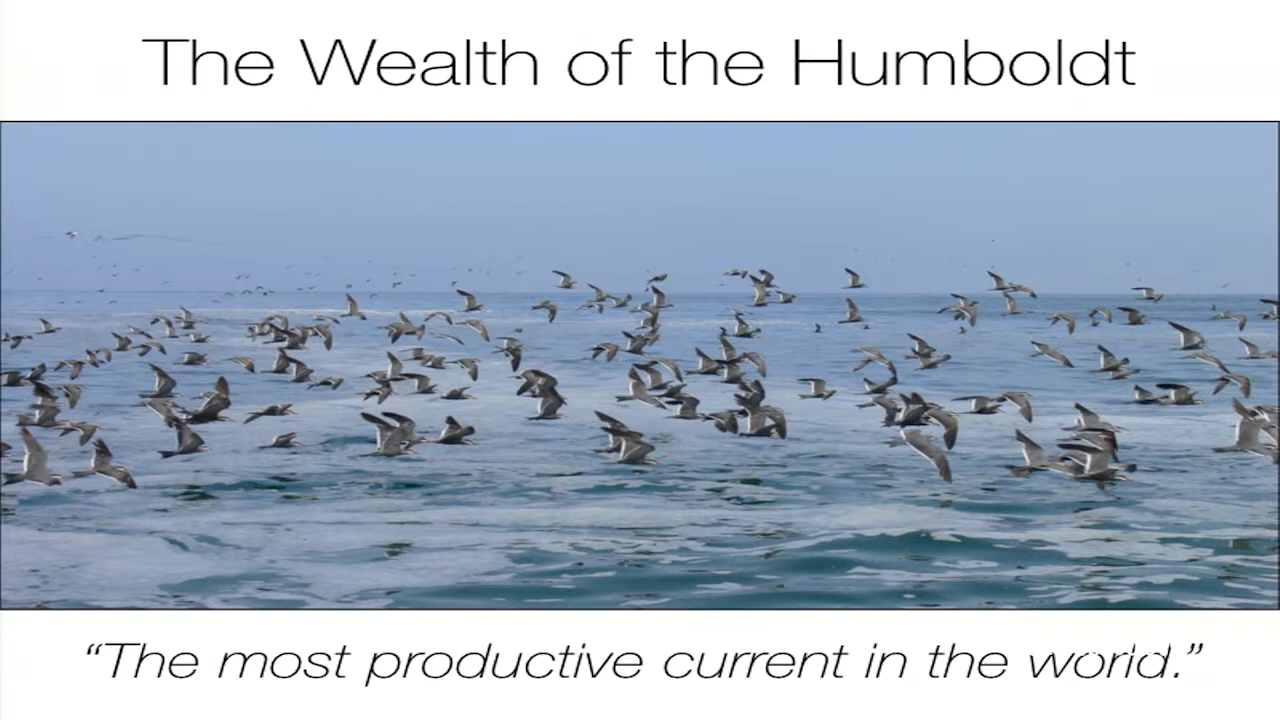 The Wealth of the Humboldt
“The most productive current in the world.”